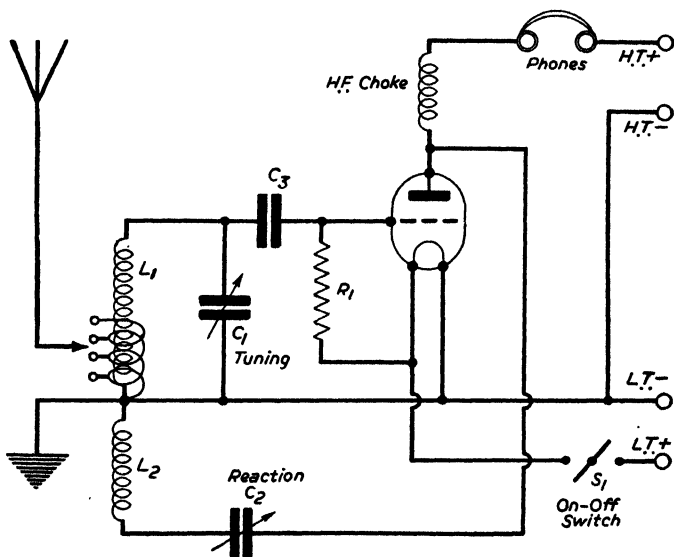 Phones
H.T.+
H.F. Choke
H.T.-
C3
L1
R1
C1
Tuning
L.T.-
L2
Reaction
C2
L.T.+
S1
On-Off
Switch